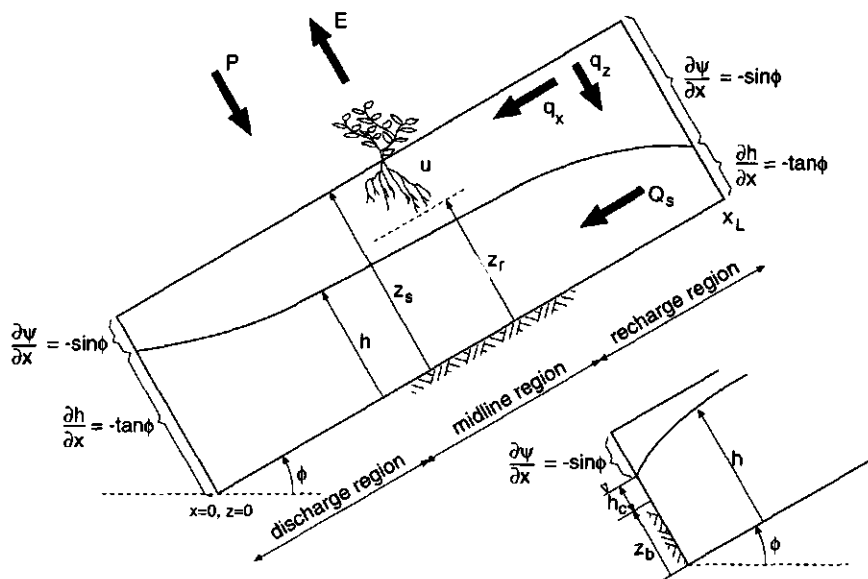 E
P
q_z
q_x
∂ψ/∂x = -sinϕ
u
∂h/∂x = -tanϕ
Q_s
x_L
z_r
z_s
h
∂ψ/∂x = -sinϕ
∂h/∂x = -tanϕ
ϕ
x=0, z=0
discharge region
midline region
recharge region
∂ψ/∂x = -sinϕ
h
h_c
z_b
ϕ